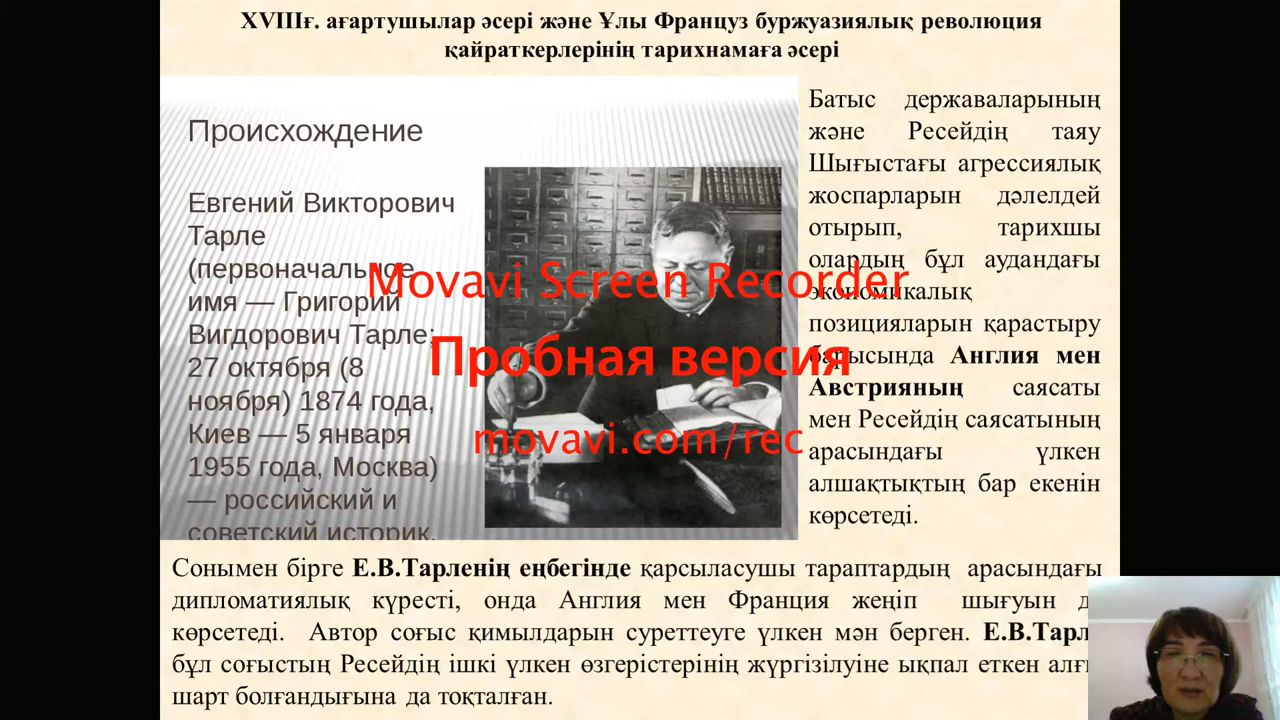 XVIIIғ. ағартушылар әсері және Ұлы Француз буржуазиялық революция
қайраткерлерінің тарихнамаға әсері
Происхождение
Евгений Викторович
Тарле
(первоначальное
имя — Григорий
Вигдорович Тарле;
27 октября (8
ноября) 1874 года,
Киев — 5 января
1955 года, Москва)
— российский и
советский историк,
Батыс державаларының
және Ресейдің таяу
Шығыстағы агрессиялық
жоспарларын дәлелдей
отырып, тарихшы
олардың бұл аудандағы
экономикалық
позицияларын қарастыру
барысында Англия мен
Австрияның саясаты
мен Ресейдің саясатының
арасындағы үлкен
алшақтықтың бар екенін
көрсетеді.
Movavi Screen Recorder
Пробная версия
movavi.com/rec
Сонымен бірге Е.В.Тарленің еңбегінде қарсыласушы тараптардың арасындағы
дипломатиялық күресті, онда Англия мен Франция жеңіп шығуын
көрсетеді. Автор соғыс қимылдарын суреттеуге үлкен мән берген. Е.В.Тарл
бұл соғыстың Ресейдің ішкі үлкен өзгерістерінің жүргізілуіне ықпал еткен алғ
шарт болғандығына да тоқталған.